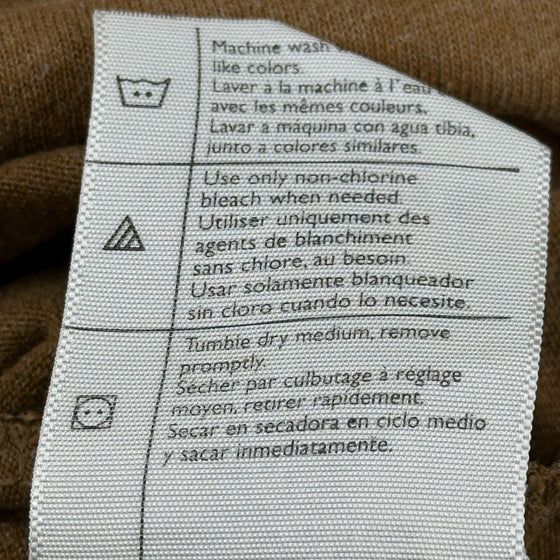 Machine wash
like colors.
Laver à la machine à l'eau
avec les mêmes couleurs.
Lavar a máquina con agua tibia,
junto a colores similares.
Use only non-chlorine
bleach when needed.
Utiliser uniquement des
agents de blanchiment
sans chlore, au besoin.
Usar solamente blanqueador
sin cloro cuando lo necesite.
Tumble dry medium, remove
promptly.
Sécher par culbutage à réglage
moyen, retirer rapidement.
Secar en secadora en ciclo medio
y sacar inmediatamente.